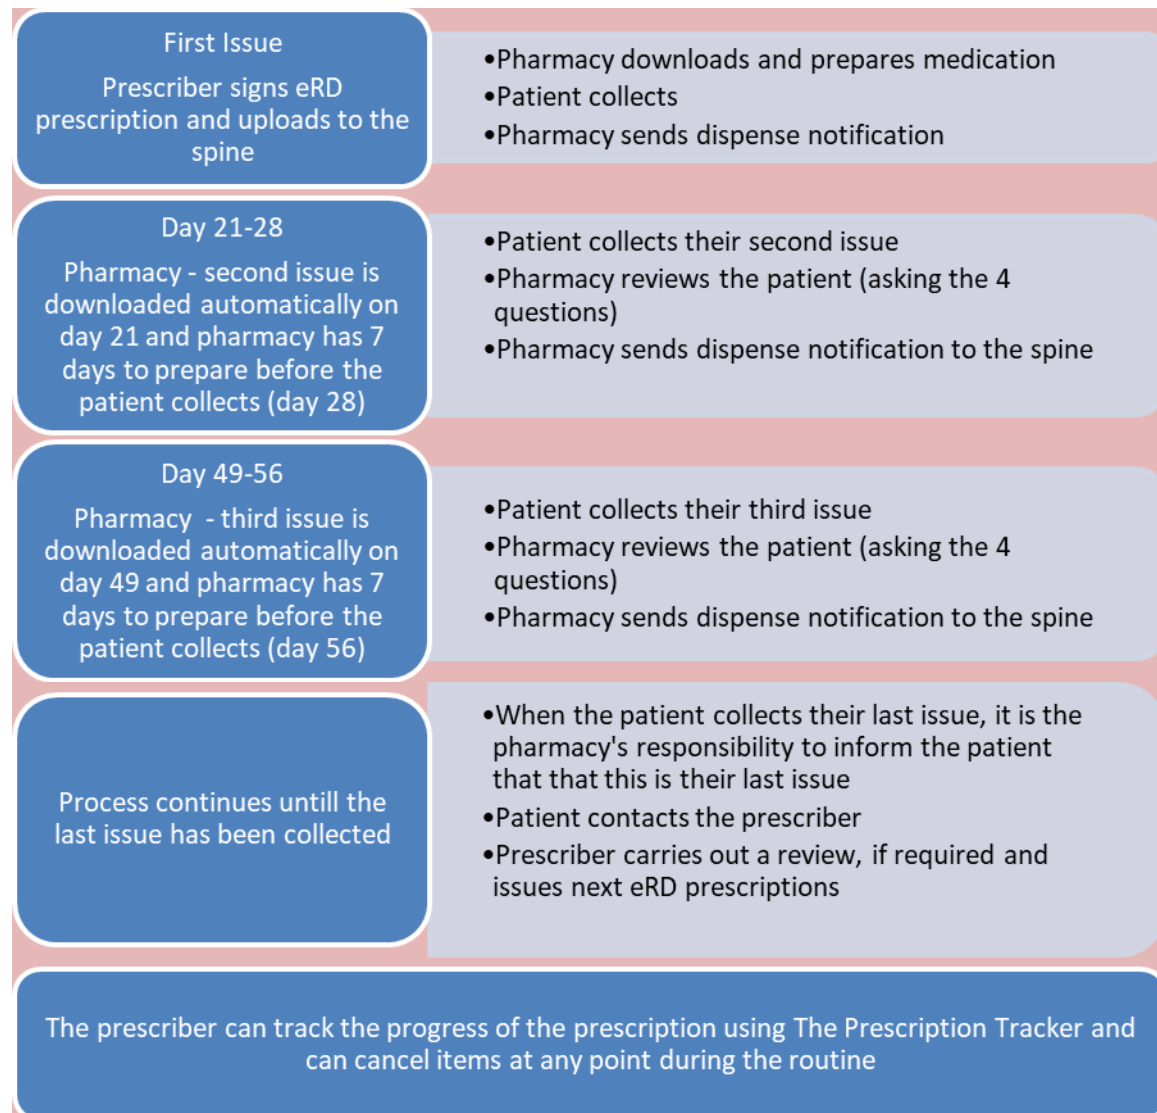 First Issue
Prescriber signs eRD
prescription and uploads to the
spine
•Pharmacy downloads and prepares medication
•Patient collects
•Pharmacy sends dispense notification
Day 21-28
Pharmacy - second issue is
downloaded automatically on
day 21 and pharmacy has 7
days to prepare before the
patient collects (day 28)
•Patient collects their second issue
•Pharmacy reviews the patient (asking the 4
questions)
•Pharmacy sends dispense notification to the spine
Day 49-56
Pharmacy  - third issue is
downloaded automatically on
day 49 and pharmacy has 7
days to prepare before the
patient collects (day 56)
•Patient collects their third issue
•Pharmacy reviews the patient (asking the 4
questions)
•Pharmacy sends dispense notification to the spine
Process continues untill the
last issue has been collected
•When the patient collects their last issue, it is the
pharmacy's responsibility to inform the patient
that that this is their last issue
•Patient contacts the prescriber
•Prescriber carries out a review, if required and
issues next eRD prescriptions
The prescriber can track the progress of the prescription using The Prescription Tracker and
can cancel items at any point during the routine